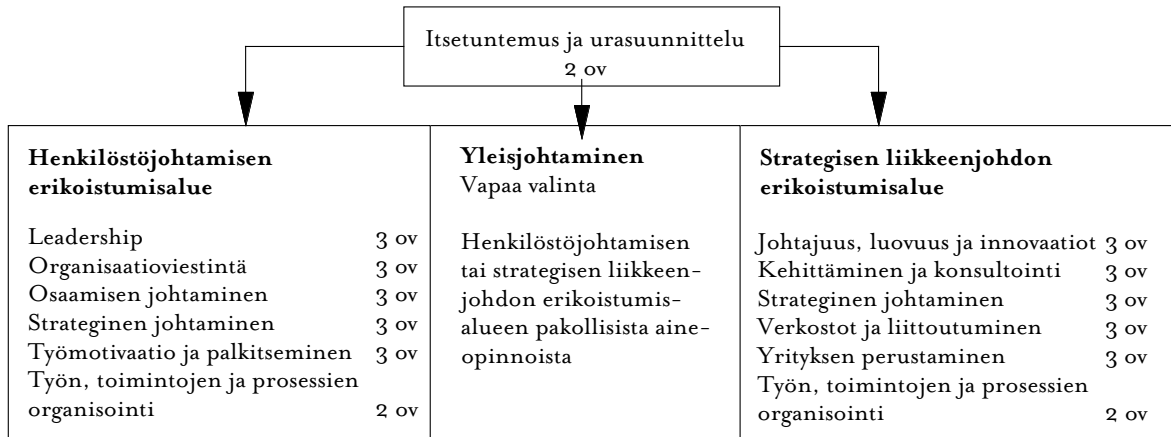 Itsetuntemus ja urasuunnittelu
2 ov
Henkilöstöjohtamisen
erikoistumisalue
Leadership 3 ov
Organisaatioviestintä 3 ov
Osaamisen johtaminen 3 ov
Strateginen johtaminen 3 ov
Työmotivaatio ja palkitseminen 3 ov
Työn, toimintojen ja prosessien
organisointi 2 ov
Yleisjohtaminen
Vapaa valinta
Henkilöstöjohtamisen
tai strategisen liikkeen-
johdon erikoistumis-
alueen pakollisista aine-
opinnoista
Strategisen liikkeenjohdon
erikoistumisalue
Johtajuus, luovuus ja innovaatiot 3 ov
Kehittäminen ja konsultointi 3 ov
Strateginen johtaminen 3 ov
Verkostot ja liittoutuminen 3 ov
Yrityksen perustaminen 3 ov
Työn, toimintojen ja prosessien
organisointi 2 ov